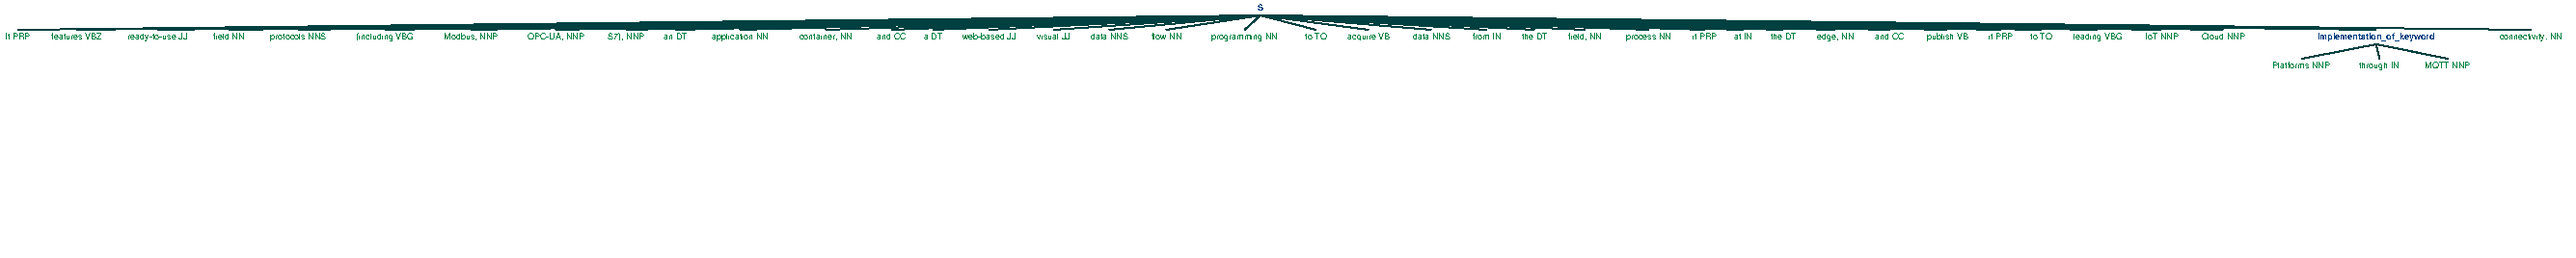 S
It PRP features VBZ ready-to-use JJ field NN protocols NNS (including VBG Modbus, NNP OPC-UA, NNP S7), NNP an DT application NN container, NN and CC a DT web-based JJ visual JJ data NNS flow NN programming NN to TO acquire VB data NNS from IN the DT field, NN process NN it PRP at IN the DT edge, NN and CC publish VB it PRP to TO leading VBG IoT NNP Cloud NNP Implementation_of_keyword connectivity. NN
Platforms NNP through IN MQTT NNP